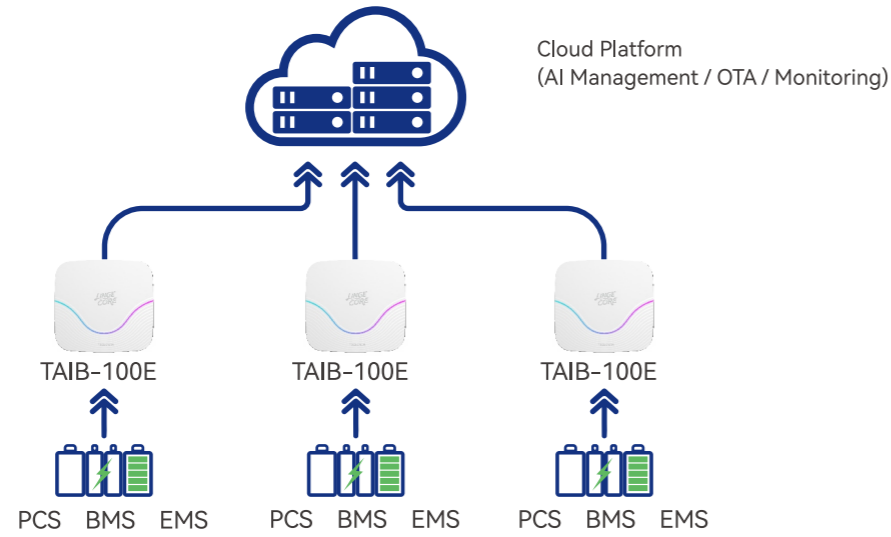 Cloud Platform
(AI Management / OTA / Monitoring)
TAIB-100E
TAIB-100E
TAIB-100E
PCS BMS EMS
PCS BMS EMS
PCS BMS EMS